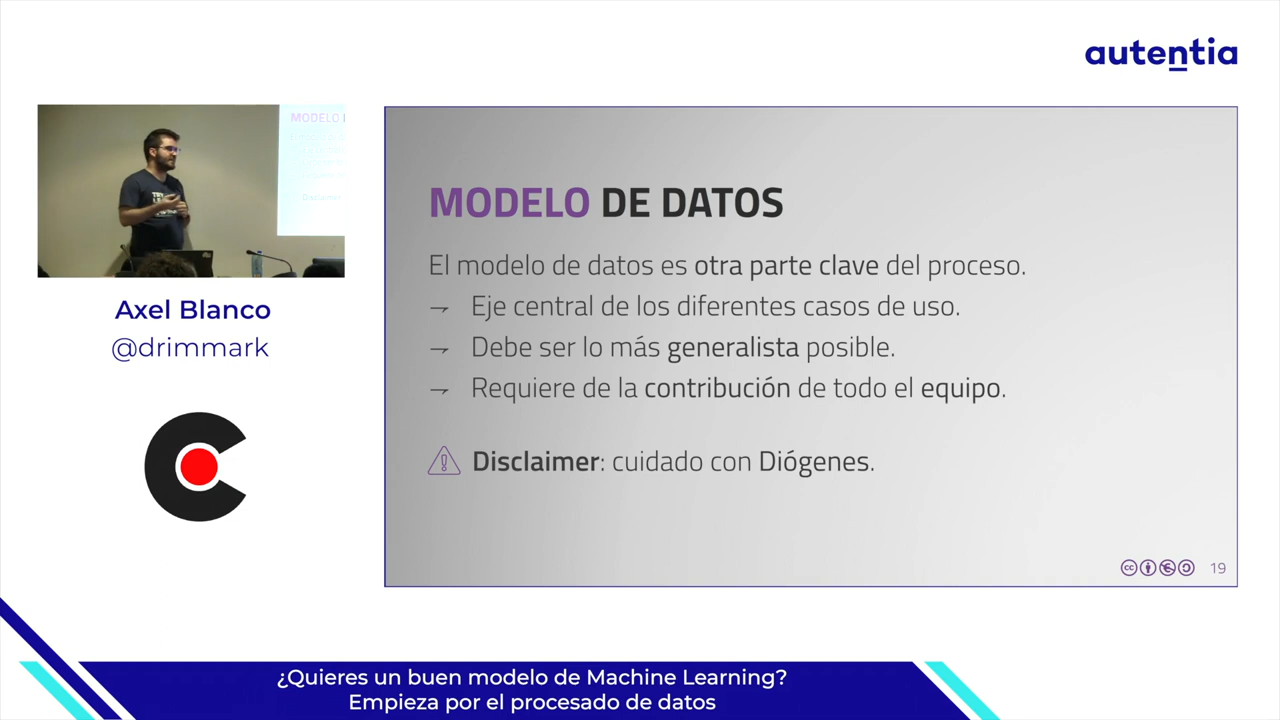 autentia
MODELO
Disclaimer
Axel Blanco
@drimmark
MODELO DE DATOS
El modelo de datos es otra parte clave del proceso.
→ Eje central de los diferentes casos de uso.
→ Debe ser lo más generalista posible.
→ Requiere de la contribución de todo el equipo.
Disclaimer: cuidado con Diógenes.
cc
19
¿Quieres un buen modelo de Machine Learning?
Empieza por el procesado de datos